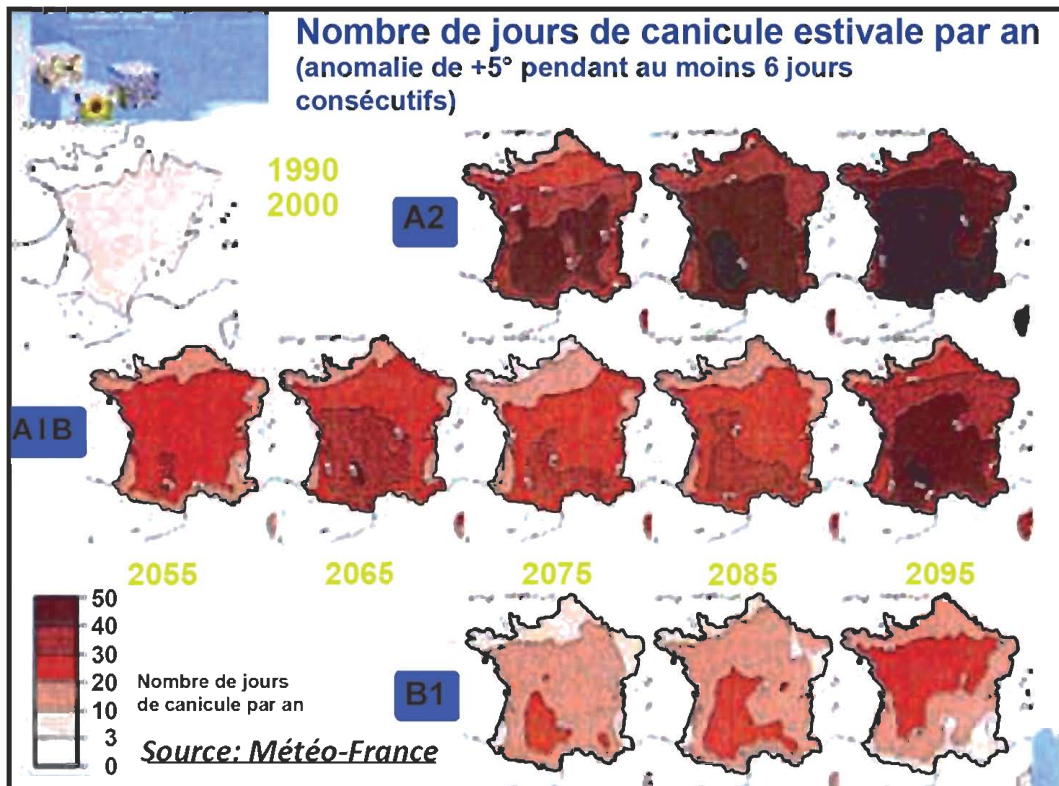 Nombre de jours de canicule estivale par an
(anomalie de +5° pendant au moins 6 jours
consécutifs)
1990
2000
A2
A1B
2055
2065
2075
2085
2095
50
40
30
20
10
3
0
Nombre de jours
de canicule par an
Source: Météo-France
B1